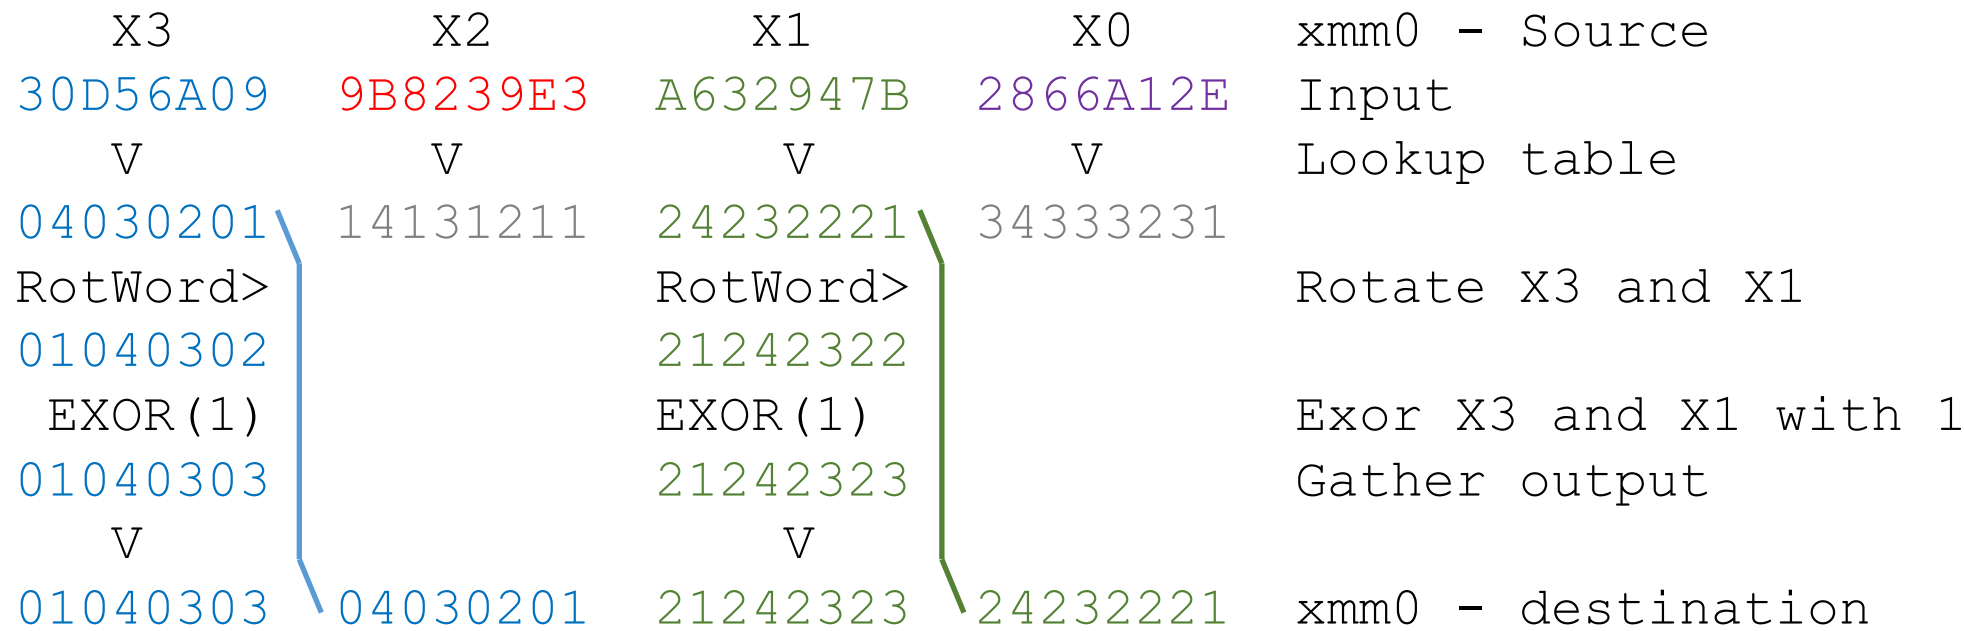 X3 X2 X1 X0 xmm0 - Source
30D56A09 9B8239E3 A632947B 2866A12E Input
V V V V Lookup table
04030201 14131211 24232221 34333231
RotWord> RotWord> Rotate X3 and X1
01040302 21242322
EXOR(1) EXOR(1) Exor X3 and X1 with 1
01040303 21242323 Gather output
V V
01040303 04030201 21242323 24232221 xmm0 - destination